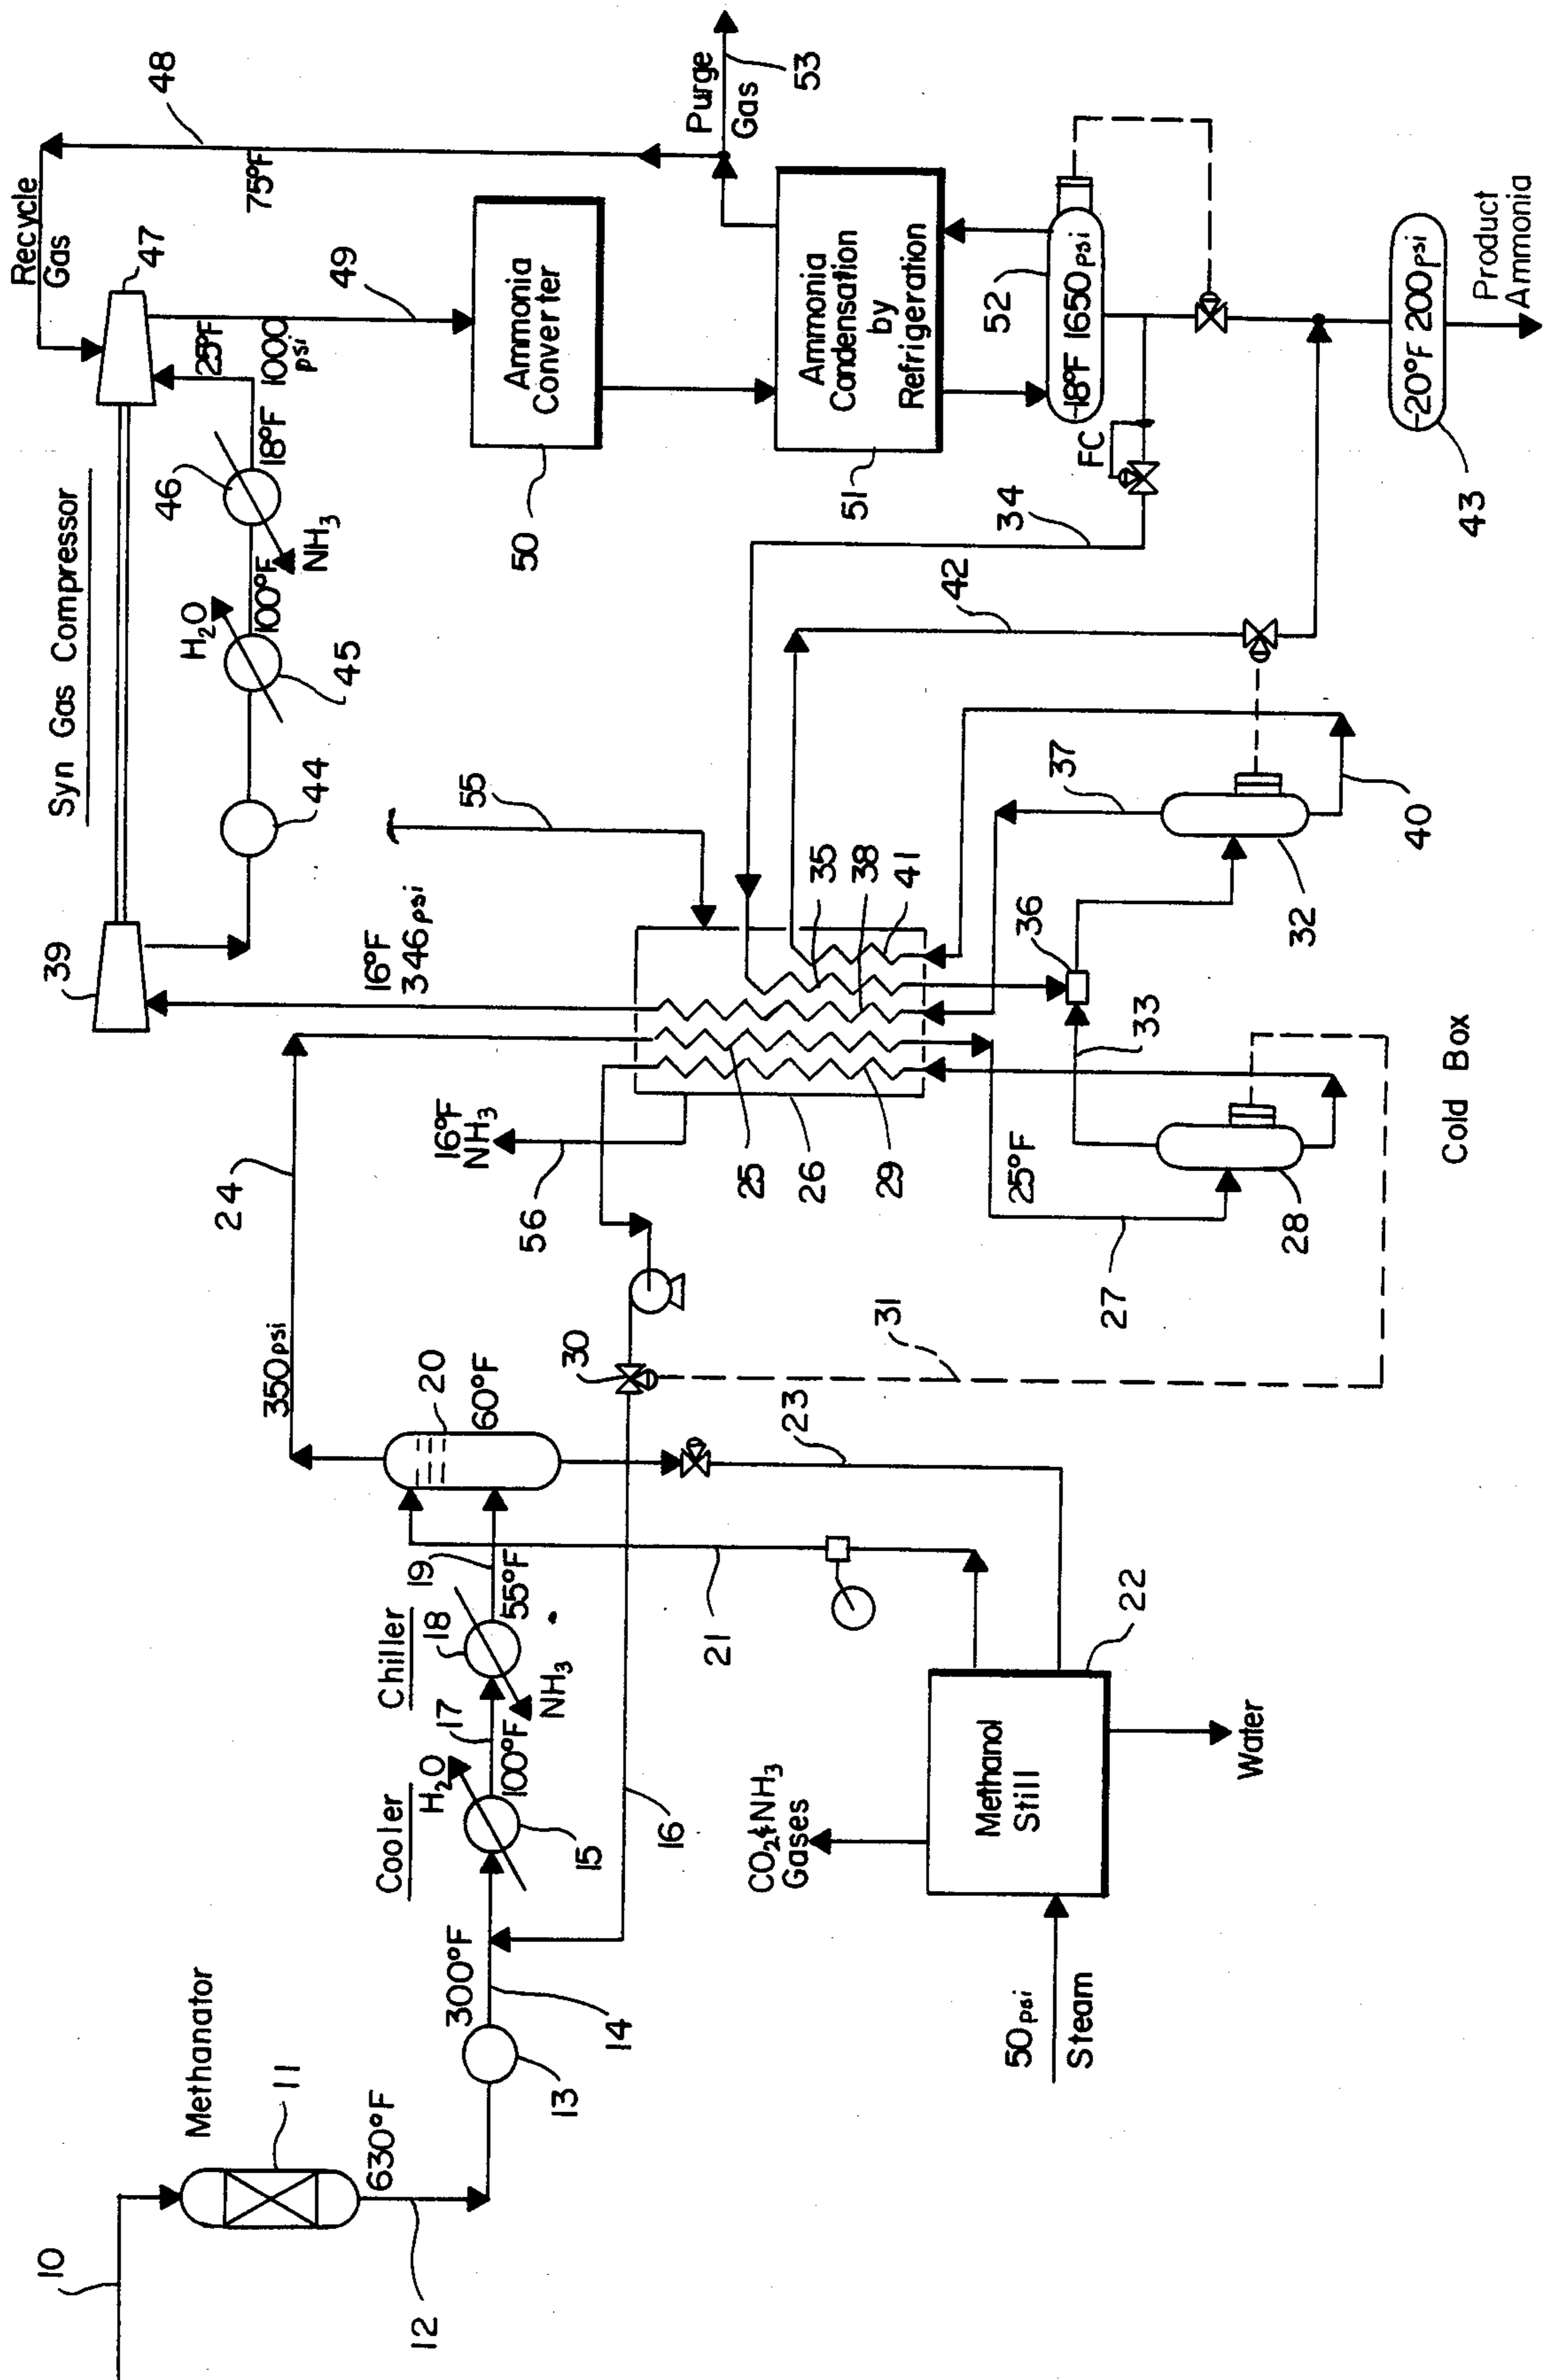 10
Methanator
11
630°F
12
13
300°F
14
Cooler
H₂O
15
100°F
17
Chiller
18
NH₃
19
55°F
16
20
60°F
350psi
24
21
23
22
Methanol
Still
CO₂&NH₃
Gases
50psi
Steam
Water
30
31
16°F
NH₃
56
25
26
29
25°F
27
28
33
Cold Box
39
16°F
346psi
55
35
38
41
36
37
32
40
42
34
Syn Gas Compressor
44
H₂O
45
100°F
46
NH₃
18°F
25°F
1000
psi
47
Recycle
Gas
48
75°F
49
Ammonia
Converter
50
Purge
Gas
53
Ammonia
Condensation
by
Refrigeration
51
52
-18°F 1650psi
FC
-20°F 200psi
43
Product
Ammonia